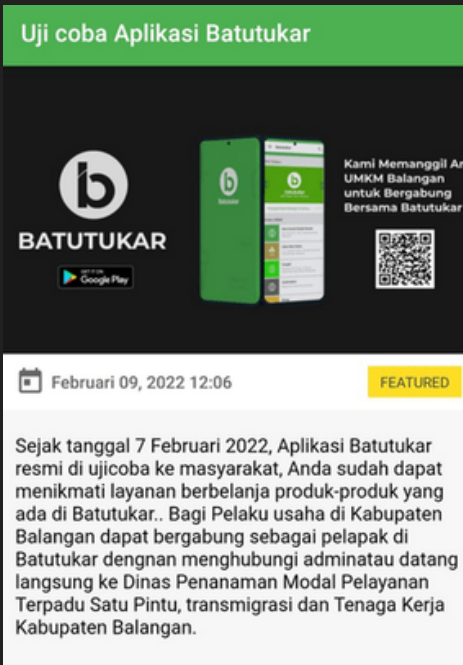 Uji coba Aplikasi Batutukar
BATUTUKAR
GET IT ON
Google Play
Batutukar
Kami Memanggil
UMKM Balangan
untuk Bergabung
Bersama Batutukar
Februari 09, 2022 12:06
FEATURED
Sejak tanggal 7 Februari 2022, Aplikasi Batutukar
resmi di ujicoba ke masyarakat, Anda sudah dapat
menikmati layanan berbelanja produk-produk yang
ada di Batutukar.. Bagi Pelaku usaha di Kabupaten
Balangan dapat bergabung sebagai pelapak di
Batutukar dengnan menghubungi adminatau datang
langsung ke Dinas Penanaman Modal Pelayanan
Terpadu Satu Pintu, transmigrasi dan Tenaga Kerja
Kabupaten Balangan.